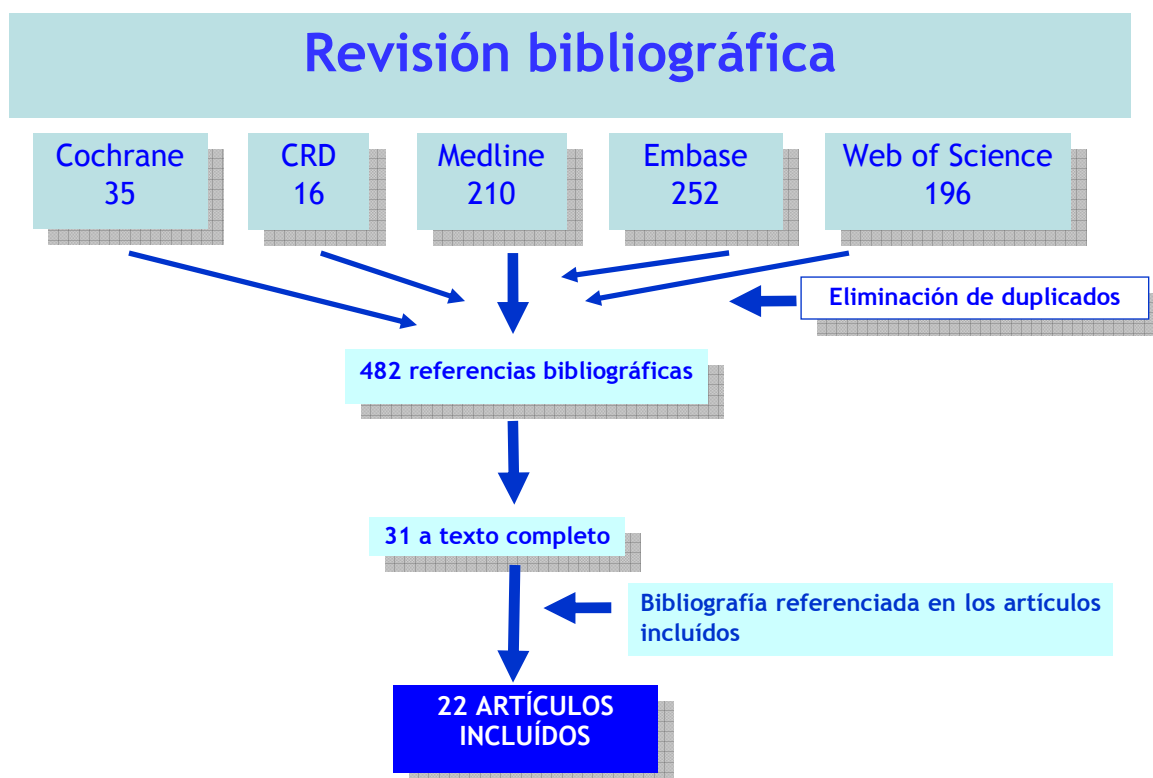 Revisión bibliográfica
Cochrane
35
CRD
16
Medline
210
Embase
252
Web of Science
196
Eliminación de duplicados
482 referencias bibliográficas
31 a texto completo
Bibliografía referenciada en los artículos
incluídos
22 ARTÍCULOS
INCLUÍDOS